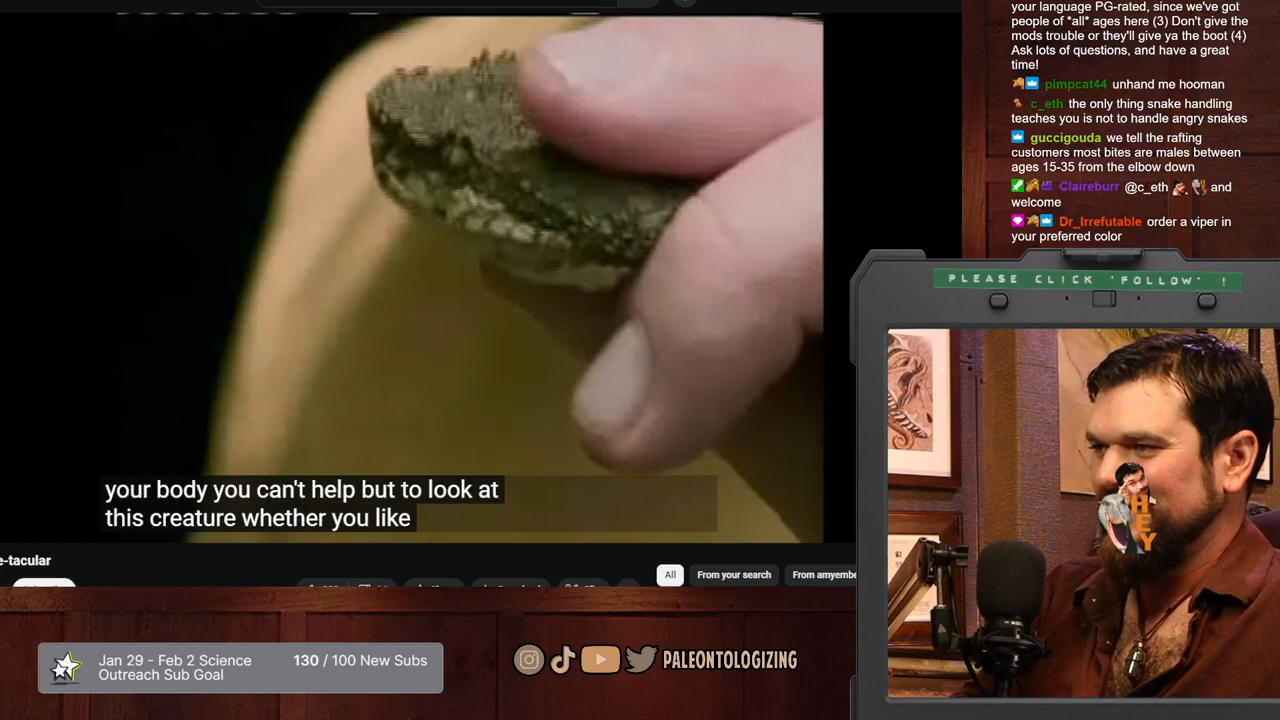 your language PG-rated, since we've got
people of *all* ages here (3) Don't give the
mods trouble or they'll give ya the boot (4)
Ask lots of questions, and have a great
time!
pimpcat44 unhand me hooman
c_eth the only thing snake handling
teaches you is not to handle angry snakes
guccigouda we tell the rafting
customers most bites are males between
ages 15-35 from the elbow down
Claireburr @c_eth and
welcome
Dr_Irrefutable order a viper in
your preferred color
PLEASE CLICK 'FOLLOW' !
HEY
your body you can't help but to look at
this creature whether you like
e-tacular
All From your search From amyembe
Jan 29 - Feb 2 Science 130 / 100 New Subs
Outreach Sub Goal
PALEONTOLOGIZING